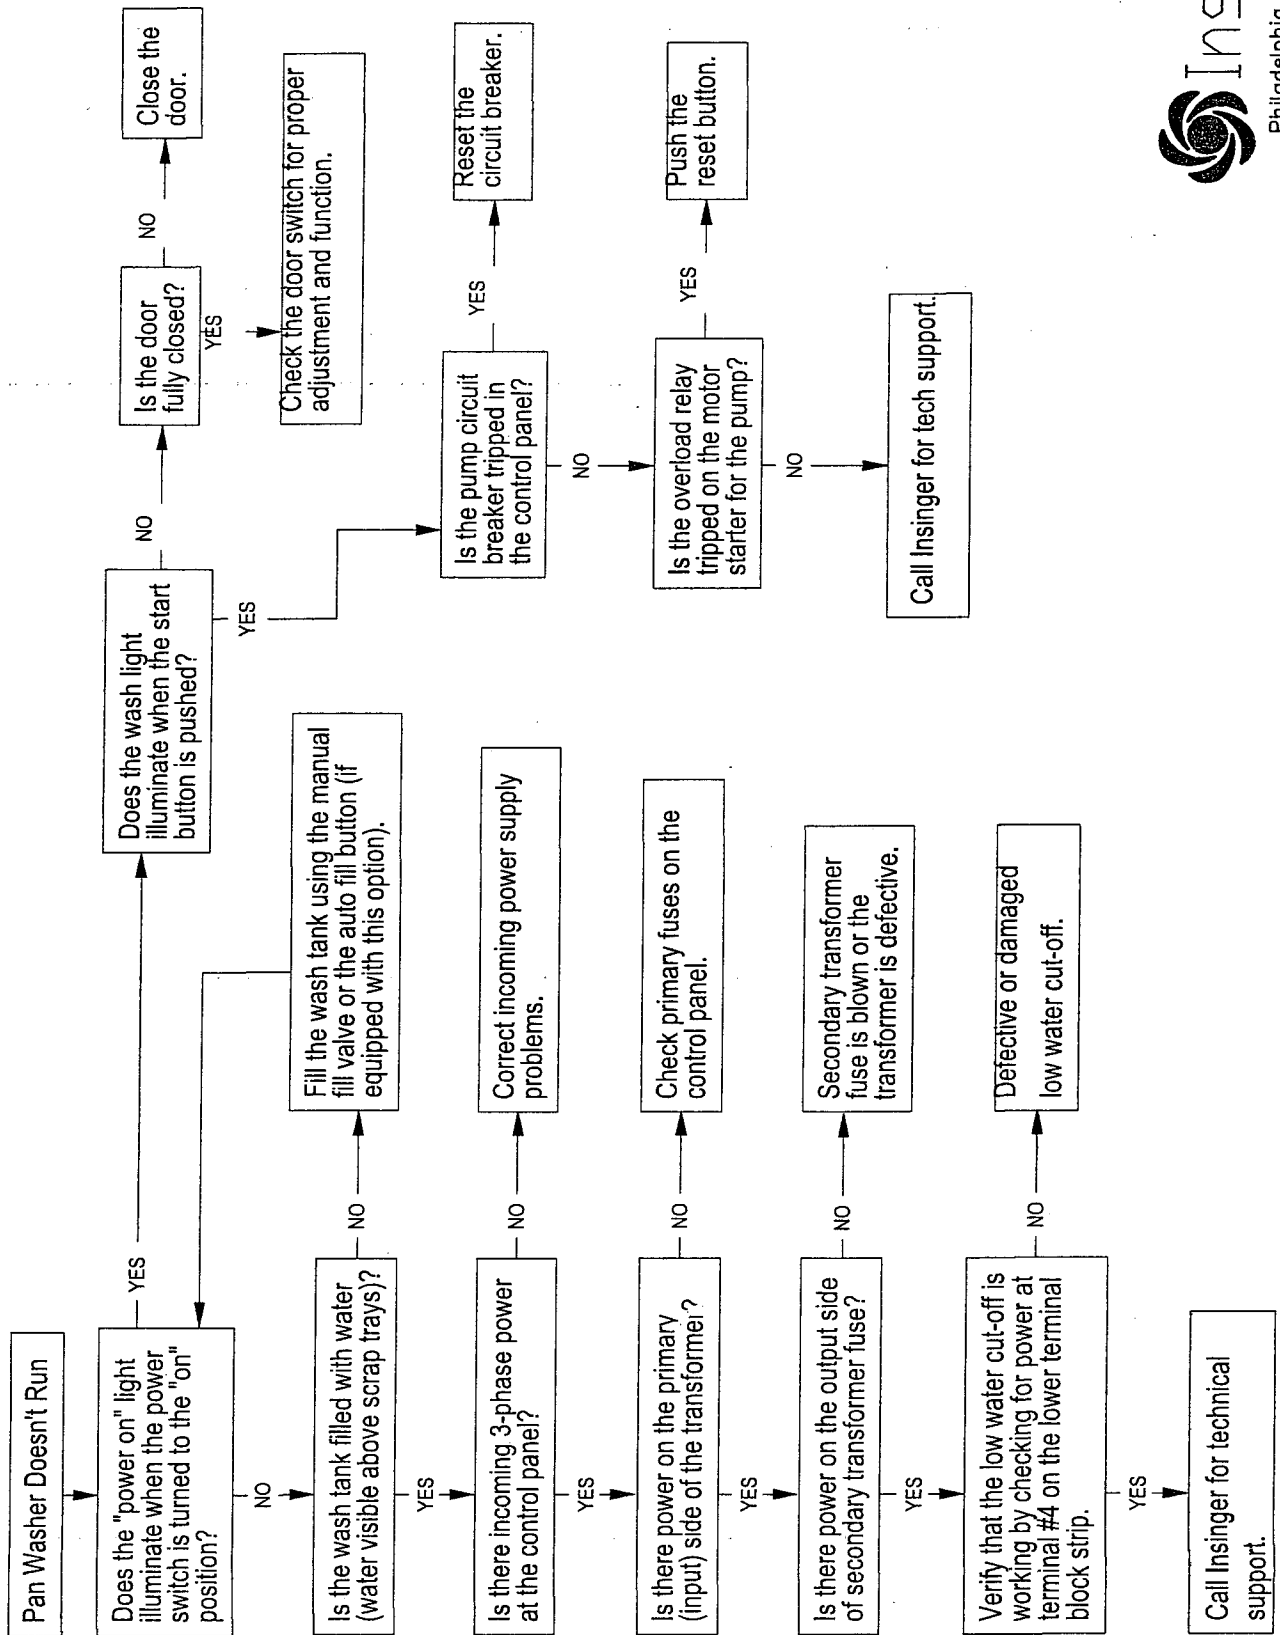 Pan Washer Doesn't Run
Does the "power on" light
illuminate when the power
switch is turned to the "on"
position?
YES
NO
Is the wash tank filled with water
(water visible above scrap trays)?
NO
Fill the wash tank using the manual
fill valve or the auto fill button (if
equipped with this option).
YES
Is there incoming 3-phase power
at the control panel?
NO
Correct incoming power supply
problems.
YES
Is there power on the primary
(input) side of the transformer?
NO
Check primary fuses on the
control panel.
YES
Is there power on the output side
of secondary transformer fuse?
NO
Secondary transformer
fuse is blown or the
transformer is defective.
YES
Verify that the low water cut-off is
working by checking for power at
terminal #4 on the lower terminal
block strip.
NO
Defective or damaged
low water cut-off.
YES
Call Insinger for technical
support.
Does the wash light
illuminate when the start
button is pushed?
NO
Is the door
fully closed?
NO
Close the
door.
YES
Check the door switch for proper
adjustment and function.
YES
Is the pump circuit
breaker tripped in
the control panel?
YES
Reset the
circuit breaker.
NO
Is the overload relay
tripped on the motor
starter for the pump?
YES
Push the
reset button.
NO
Call Insinger for tech support.
Philadelphia